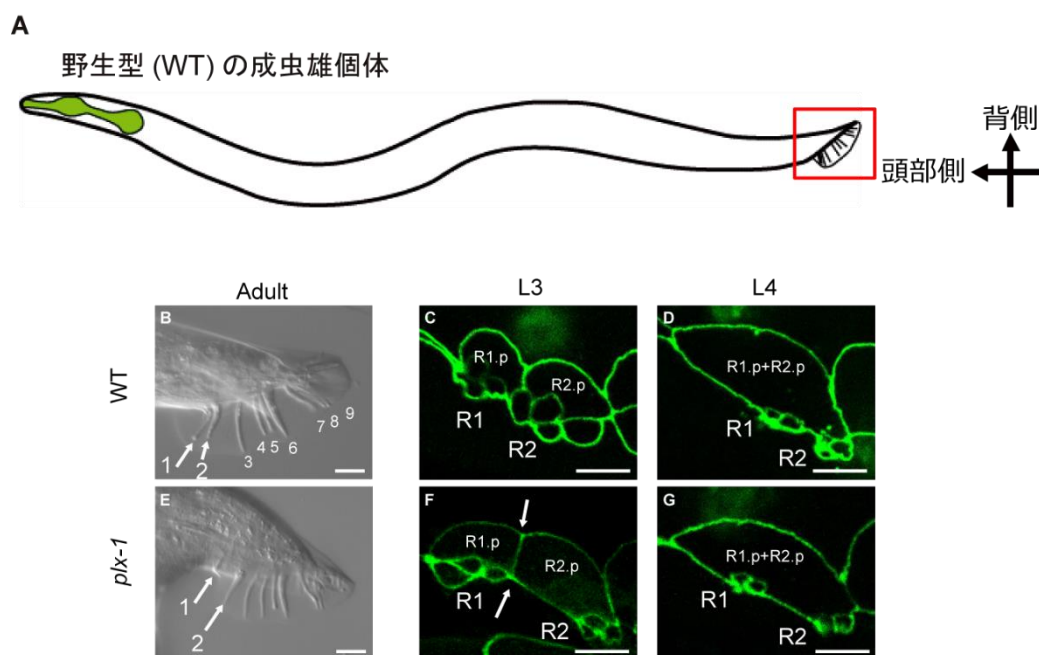 A
野生型 (WT) の成虫雄個体
背側
頭部側
Adult
L3
L4
WT
B
1
2
3
4
5
6
7
8
9
C
R1.p
R2.p
R1
R2
D
R1.p+R2.p
R1
R2
plx-1
E
1
2
F
R1.p
R2.p
R1
R2
G
R1.p+R2.p
R1
R2